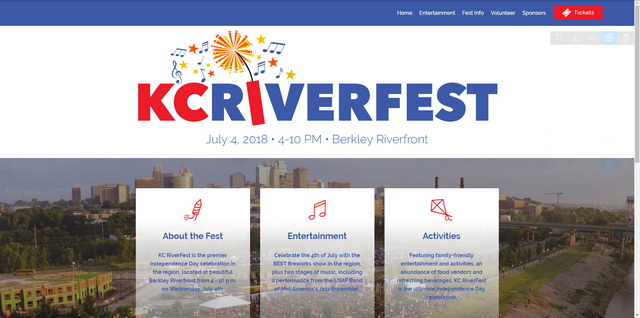 Home Entertainment Fest Info Volunteer Sponsors Tickets
KCRIVERFEST
July 4, 2018 • 4-10 PM • Berkley Riverfront
About the Fest
KC RiverFest is the premier
Independence Day celebration in
the region, located at beautiful
Berkley Riverfront from 4 - 10 p.m.
on Wednesday, July 4th.
Entertainment
Celebrate the 4th of July with the
BEST fireworks show in the region,
plus two stages of music, including
a performance from the USAF Band
of Mid-America's Jazz Ensemble!
Activities
Featuring family-friendly
entertainment and activities, an
abundance of food vendors and
refreshing beverages, KC RiverFest
is the ultimate Independence Day
celebration.